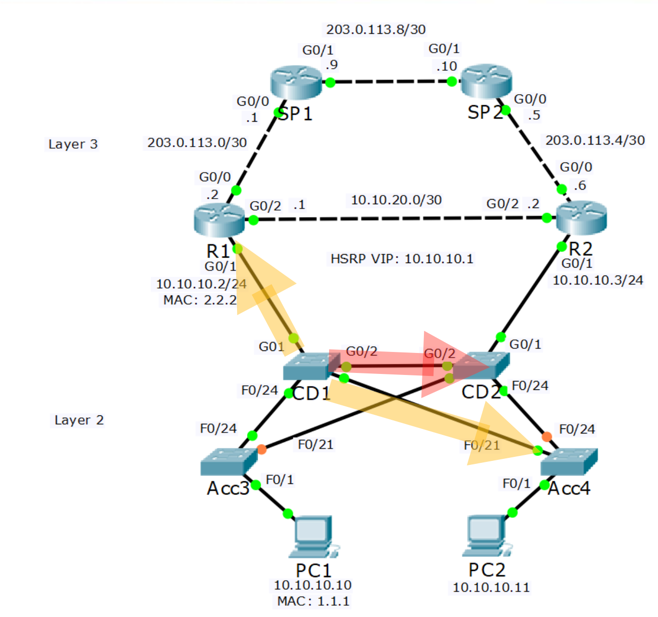 203.0.113.8/30
G0/1
.9
G0/1
.10
SP1
SP2
G0/0
.1
G0/0
.5
Layer 3
203.0.113.0/30
203.0.113.4/30
G0/0
.2
G0/0
.6
G0/2 .1
10.10.20.0/30
G0/2 .2
R1
R2
G0/1
10.10.10.2/24
MAC: 2.2.2
HSRP VIP: 10.10.10.1
G0/1
10.10.10.3/24
G01
G0/2
G0/2
G0/1
CD1
CD2
F0/24
F0/24
Layer 2
F0/24
F0/21
F0/21
F0/24
Acc3
Acc4
F0/1
F0/1
PC1
10.10.10.10
MAC: 1.1.1
PC2
10.10.10.11